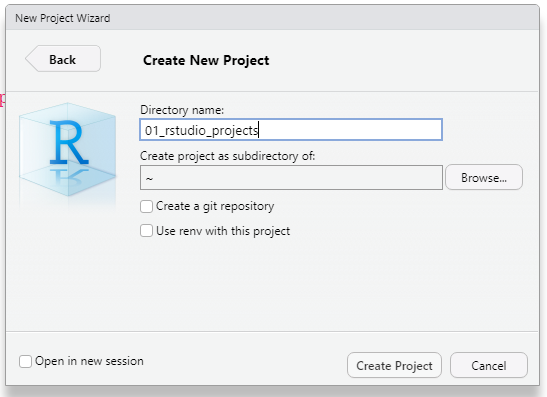 New Project Wizard
Back
Create New Project
R
Directory name:
01_rstudio_projects
Create project as subdirectory of:
~
Browse...
Create a git repository
Use renv with this project
Open in new session
Create Project
Cancel